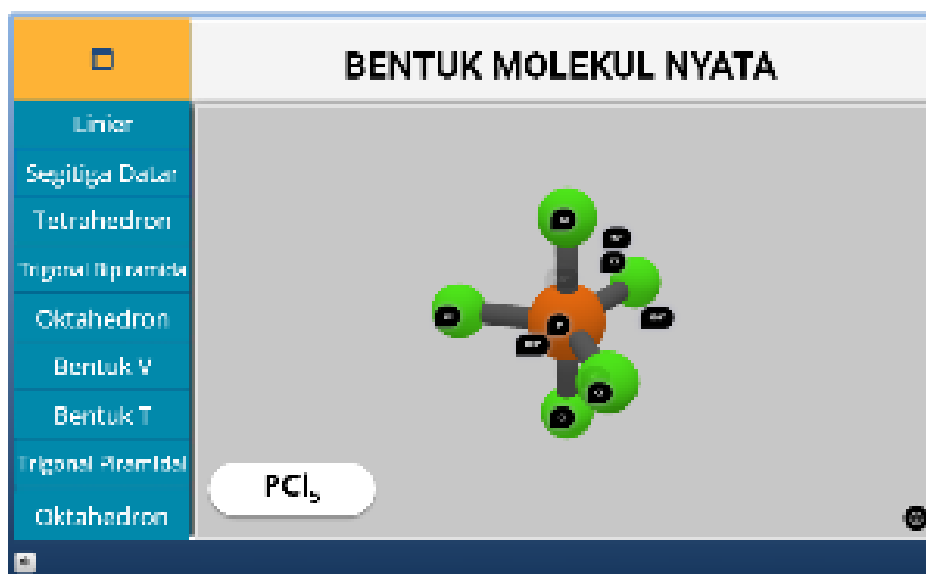 BENTUK MOLEKUL NYATA
Linier
Segitiga Datar
Tetrahedron
Trigonal Bipiramida
Oktahedron
Bentuk V
Bentuk T
Trigonal Piramidal
Oktahedron
PCl₅